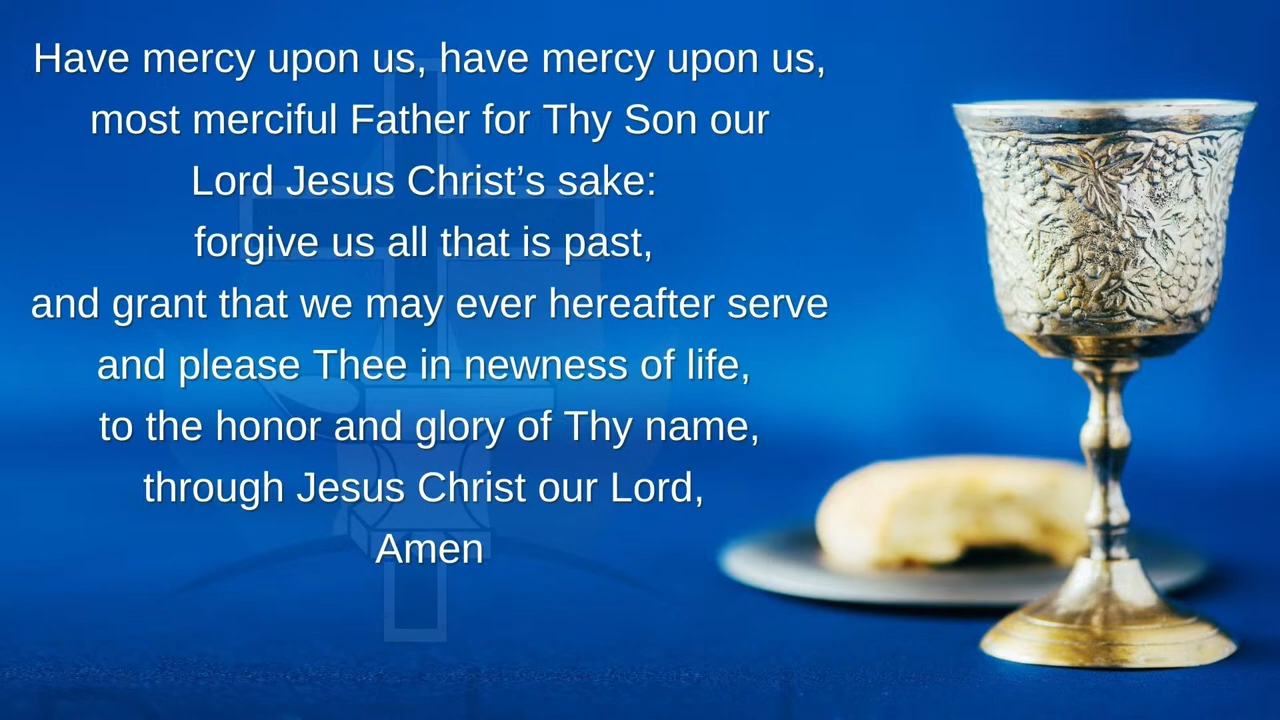 Have mercy upon us, have mercy upon us,
most merciful Father for Thy Son our
Lord Jesus Christ’s sake:
forgive us all that is past,
and grant that we may ever hereafter serve
and please Thee in newness of life,
to the honor and glory of Thy name,
through Jesus Christ our Lord,
Amen